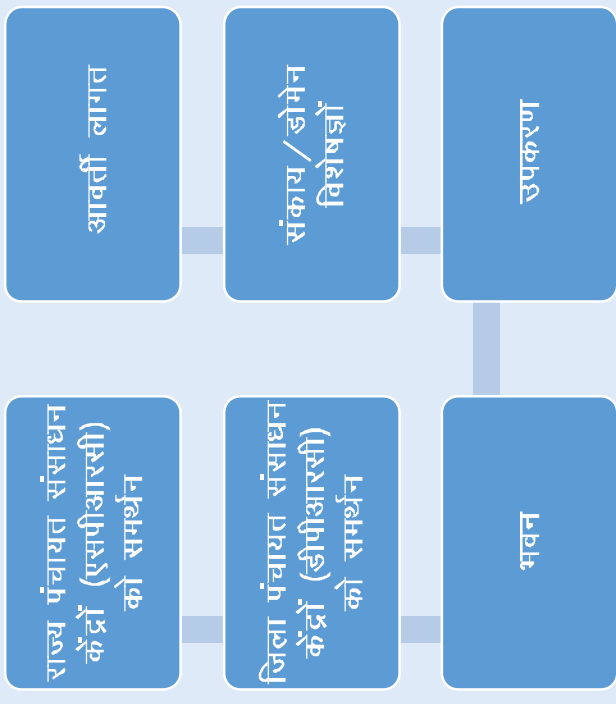 राज्य पंचायत संसाधन
केंद्रों (एसपीआरसी)
को समर्थन
जिला पंचायत संसाधन
केंद्रों (डीपीआरसी)
को समर्थन
भवन
उपकरण
संकाय / डोमेन
विशेषज्ञों
आवर्ती लागत